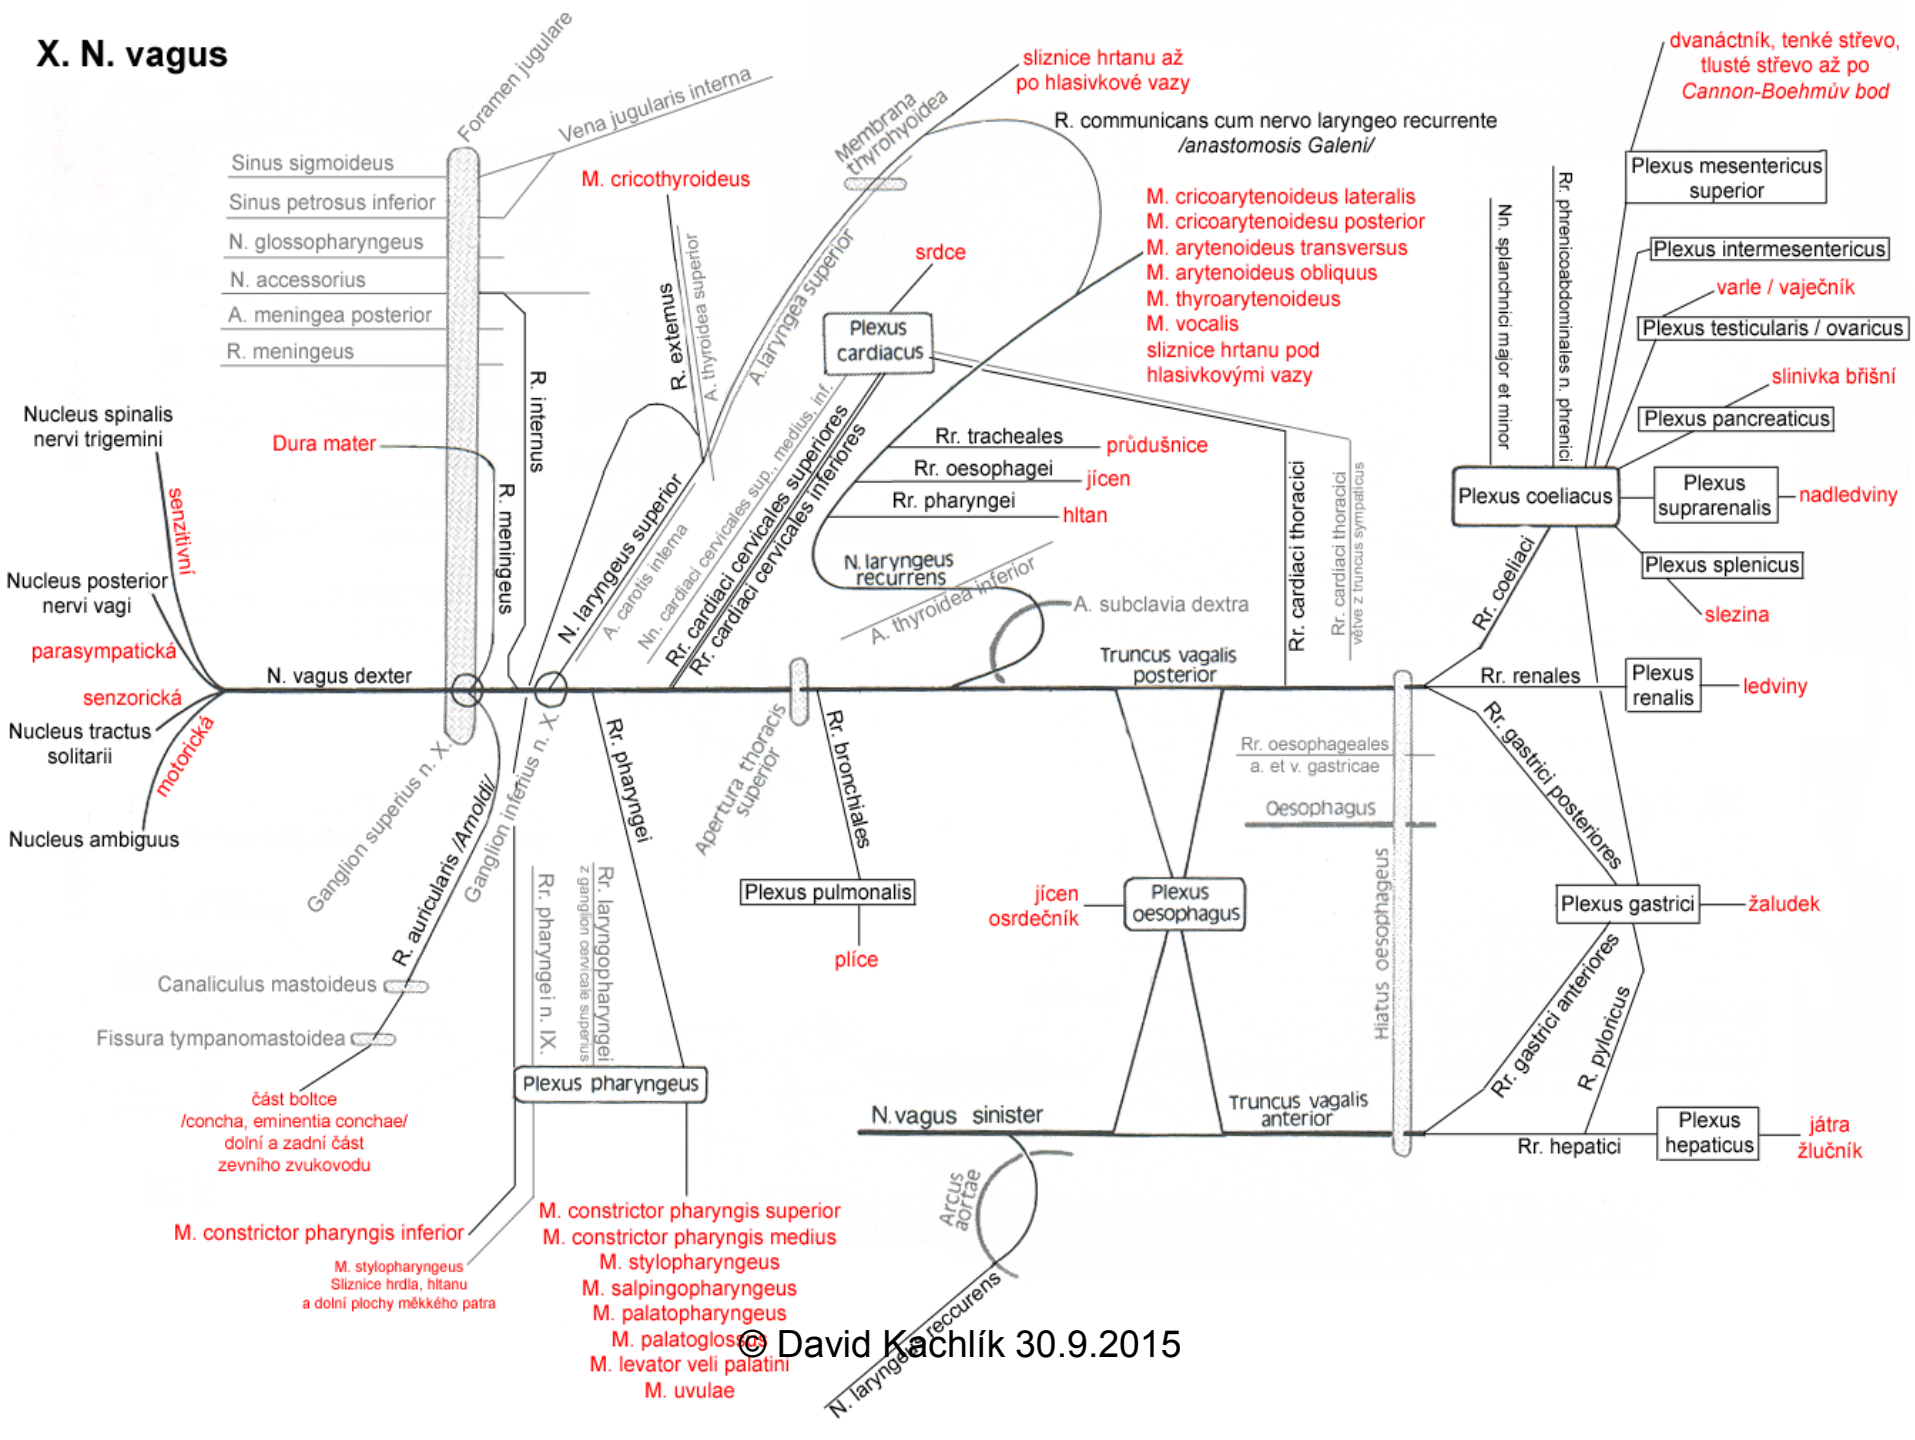 X. N. vagus
Foramen jugulare
Vena jugularis interna
Sinus sigmoideus
Sinus petrosus inferior
N. glossopharyngeus
N. accessorius
A. meningea posterior
R. meningeus
Nucleus spinalis
nervi trigemini
senzitivní
Nucleus posterior
nervi vagi
parasympatická
senzorická
Nucleus tractus
solitarii
motorická
Nucleus ambiguus
N. vagus dexter
Dura mater
R. internus
R. meningeus
Ganglion superius n. X.
Ganglion inferius n. X.
R. auricularis /Arnoldi/
Canaliculus mastoideus
Fissura tympanomastoidea
část boltce
/concha, eminentia conchae/
dolní a zadní část
zevního zvukovodu
M. cricothyroideus
R. externus
A. thyroidea superior
N. laryngeus superior
A. carotis interna
A. laryngea superior
Membrana
thyrohyoidea
sliznice hrtanu až
po hlasivkové vazy
R. communicans cum nervo laryngeo recurrente
/anastomosis Galeni/
M. cricoarytenoideus lateralis
M. cricoarytenoidesu posterior
M. arytenoideus transversus
M. arytenoideus obliquus
M. thyroarytenoideus
M. vocalis
sliznice hrtanu pod
hlasivkovými vazy
srdce
Plexus
cardiacus
Nn. cardiaci cervicales sup., medius, inf.
Rr. cardiaci cervicales superiores
Rr. cardiaci cervicales inferiores
Rr. tracheales
průdušnice
Rr. oesophagei
jícen
Rr. pharyngei
hltan
N. laryngeus
recurrens
A. thyroidea inferior
A. subclavia dextra
Rr. cardiaci thoracici
Rr. cardiaci thoracici
větve z truncus sympaticus
Truncus vagalis
posterior
Apertura thoracis
superior
Rr. pharyngei
Rr. bronchiales
Plexus pulmonalis
plíce
Rr. pharyngei n. IX.
Rr. laryngopharyngei
z ganglion cervicale superius
Plexus pharyngeus
M. constrictor pharyngis inferior
M. stylopharyngeus
Sliznice hrdla, hltanu
a dolní plochy měkkého patra
M. constrictor pharyngis superior
M. constrictor pharyngis medius
M. stylopharyngeus
M. salpingopharyngeus
M. palatopharyngeus
M. palatoglossus
M. levator veli palatini
M. uvulae
jícen
osrdečník
Plexus
oesophagus
Rr. oesophageales
a. et v. gastricae
Oesophagus
Hiatus oesophageus
N. vagus sinister
Truncus vagalis
anterior
Arcus
aortae
N. laryngeus reccurens
dvanáctník, tenké střevo,
tlusté střevo až po
Cannon-Boehmův bod
Plexus mesentericus
superior
Nn. splanchnici major et minor
Rr. phrenicoabdominales n. phrenici
Plexus intermesentericus
varle / vaječník
Plexus testicularis / ovaricus
slinivka břišní
Plexus pancreaticus
Plexus coeliacus
Plexus
suprarenalis
nadledviny
Plexus splenicus
slezina
Rr. coeliaci
Rr. renales
Plexus
renalis
ledviny
Rr. gastrici posteriores
Plexus gastrici
žaludek
Rr. gastrici anteriores
R. pyloricus
Rr. hepatici
Plexus
hepaticus
játra
žlučník
© David Kachlík 30.9.2015